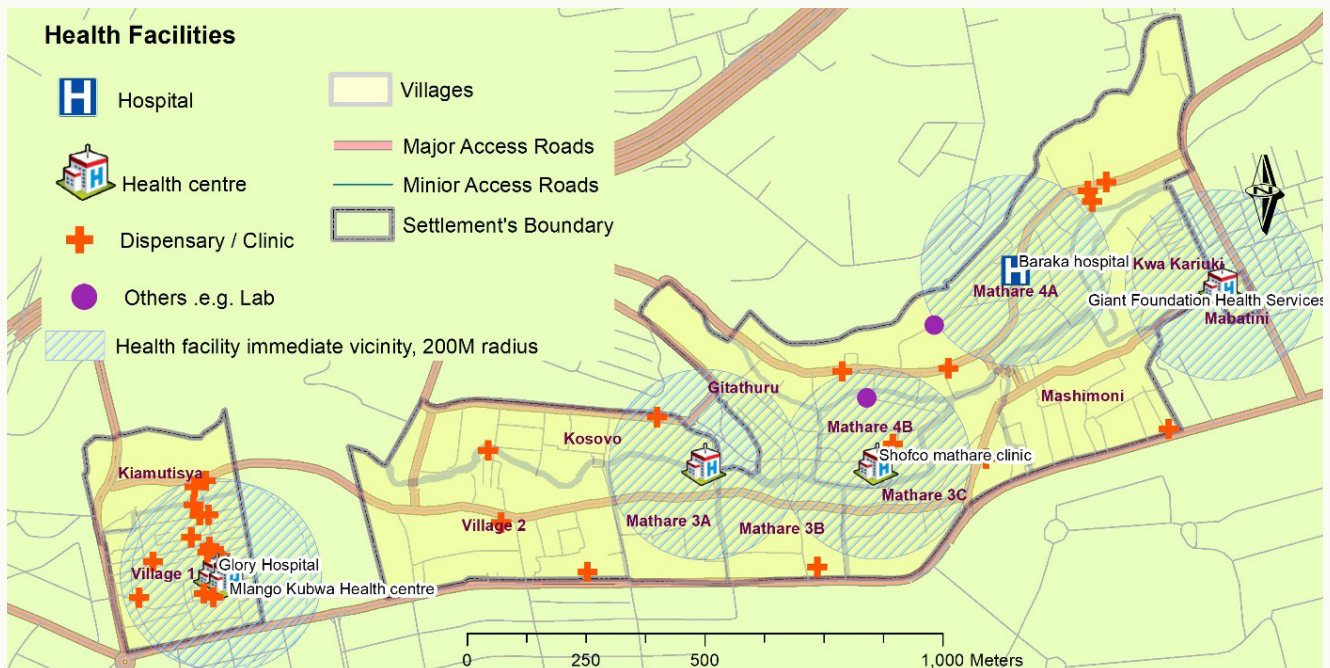 Health Facilities
Hospital
Health centre
Dispensary / Clinic
Others .e.g. Lab
Health facility immediate vicinity, 200M radius
Villages
Major Access Roads
Minior Access Roads
Settlement's Boundary
N
Baraka hospital
Kwa Kariuki
Mathare 4A
Giant Foundation Health Services
Mabatini
Gitathuru
Mashimoni
Kosovo
Mathare 4B
Shofco mathare clinic
Kiamutisya
Mathare 3C
Village 2
Mathare 3A
Mathare 3B
Glory Hospital
Village 1
Mlango Kubwa Health centre
0 250 500 1,000 Meters